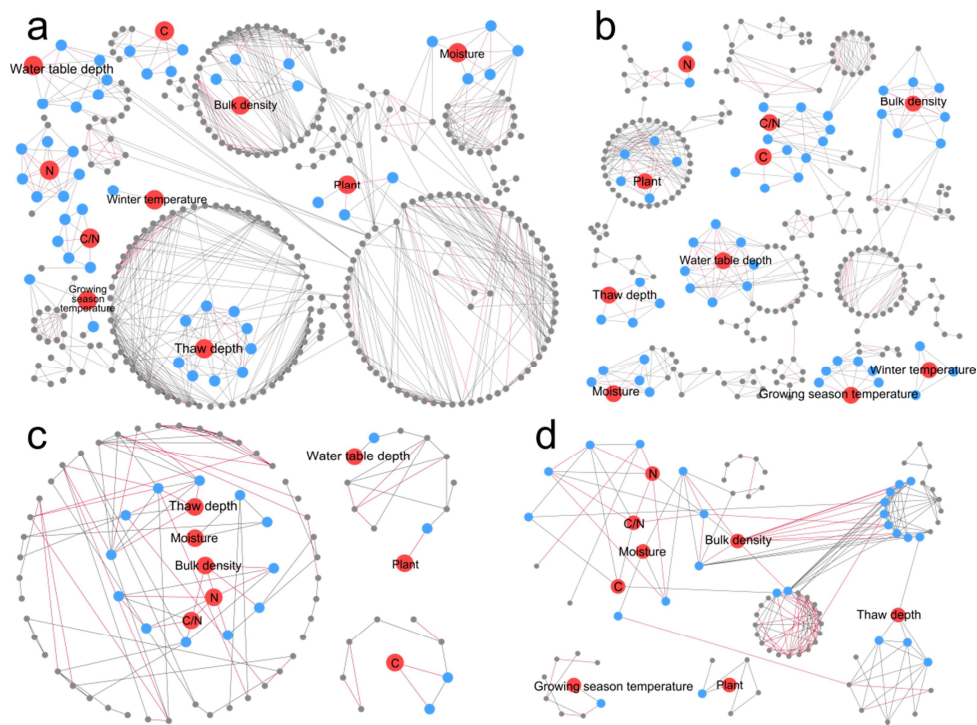 a
C
Moisture
Water table depth
Bulk density
N
Plant
Winter temperature
C/N
Growing
season
temperature
Thaw depth
b
N
Bulk density
C/N
C
Plant
Water table depth
Thaw depth
Winter temperature
Moisture
Growing season temperature
c
Water table depth
Thaw depth
Moisture
Bulk density
Plant
N
C/N
C
d
N
C/N
Bulk density
Moisture
C
Thaw depth
Growing season temperature
Plant